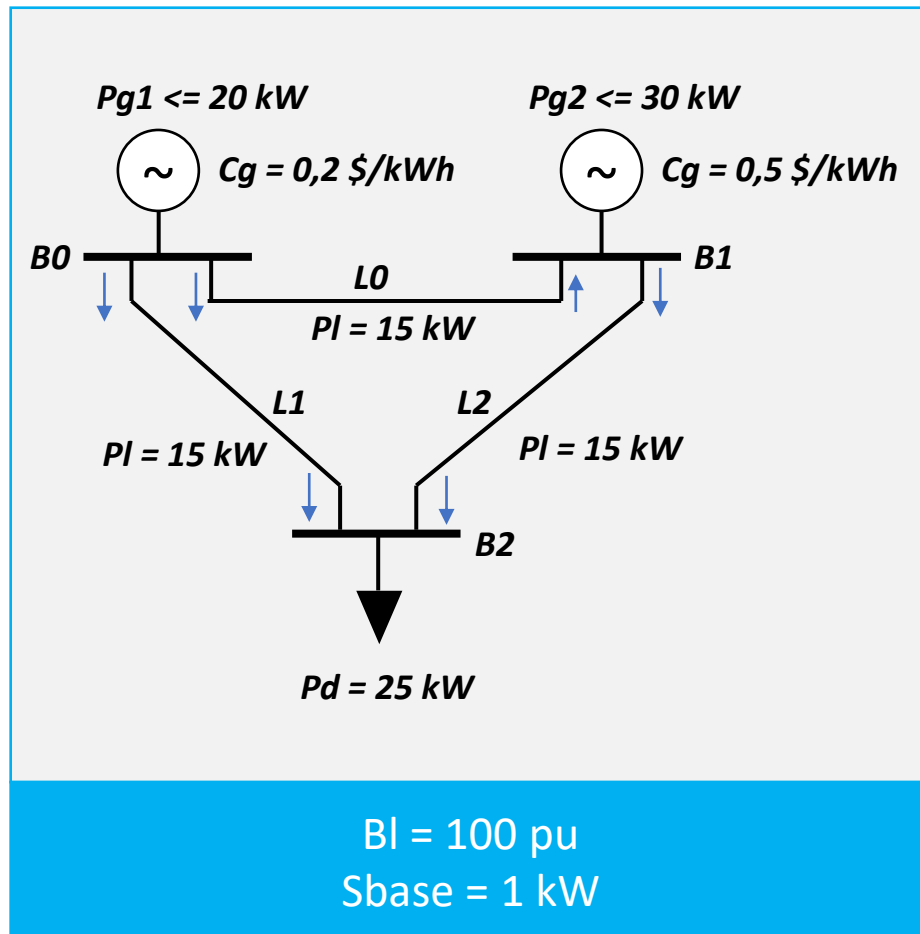 Pg1 <= 20 kW
Pg2 <= 30 kW
~
Cg = 0,2 $/kWh
~
Cg = 0,5 $/kWh
B0
L0
B1
Pl = 15 kW
L1
L2
Pl = 15 kW
Pl = 15 kW
B2
Pd = 25 kW
Bl = 100 pu
Sbase = 1 kW